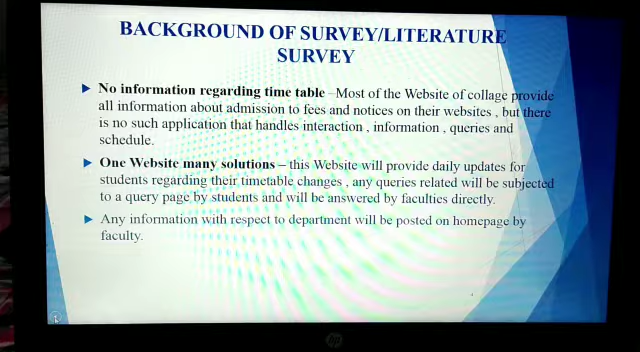 BACKGROUND OF SURVEY/LITERATURE
SURVEY
No information regarding time table –Most of the Website of collage provide
all information about admission to fees and notices on their websites , but there
is no such application that handles interaction , information , queries and
schedule.
One Website many solutions – this Website will provide daily updates for
students regarding their timetable changes , any queries related will be subjected
to a query page by students and will be answered by faculties directly.
Any information with respect to department will be posted on homepage by
faculty.
hp